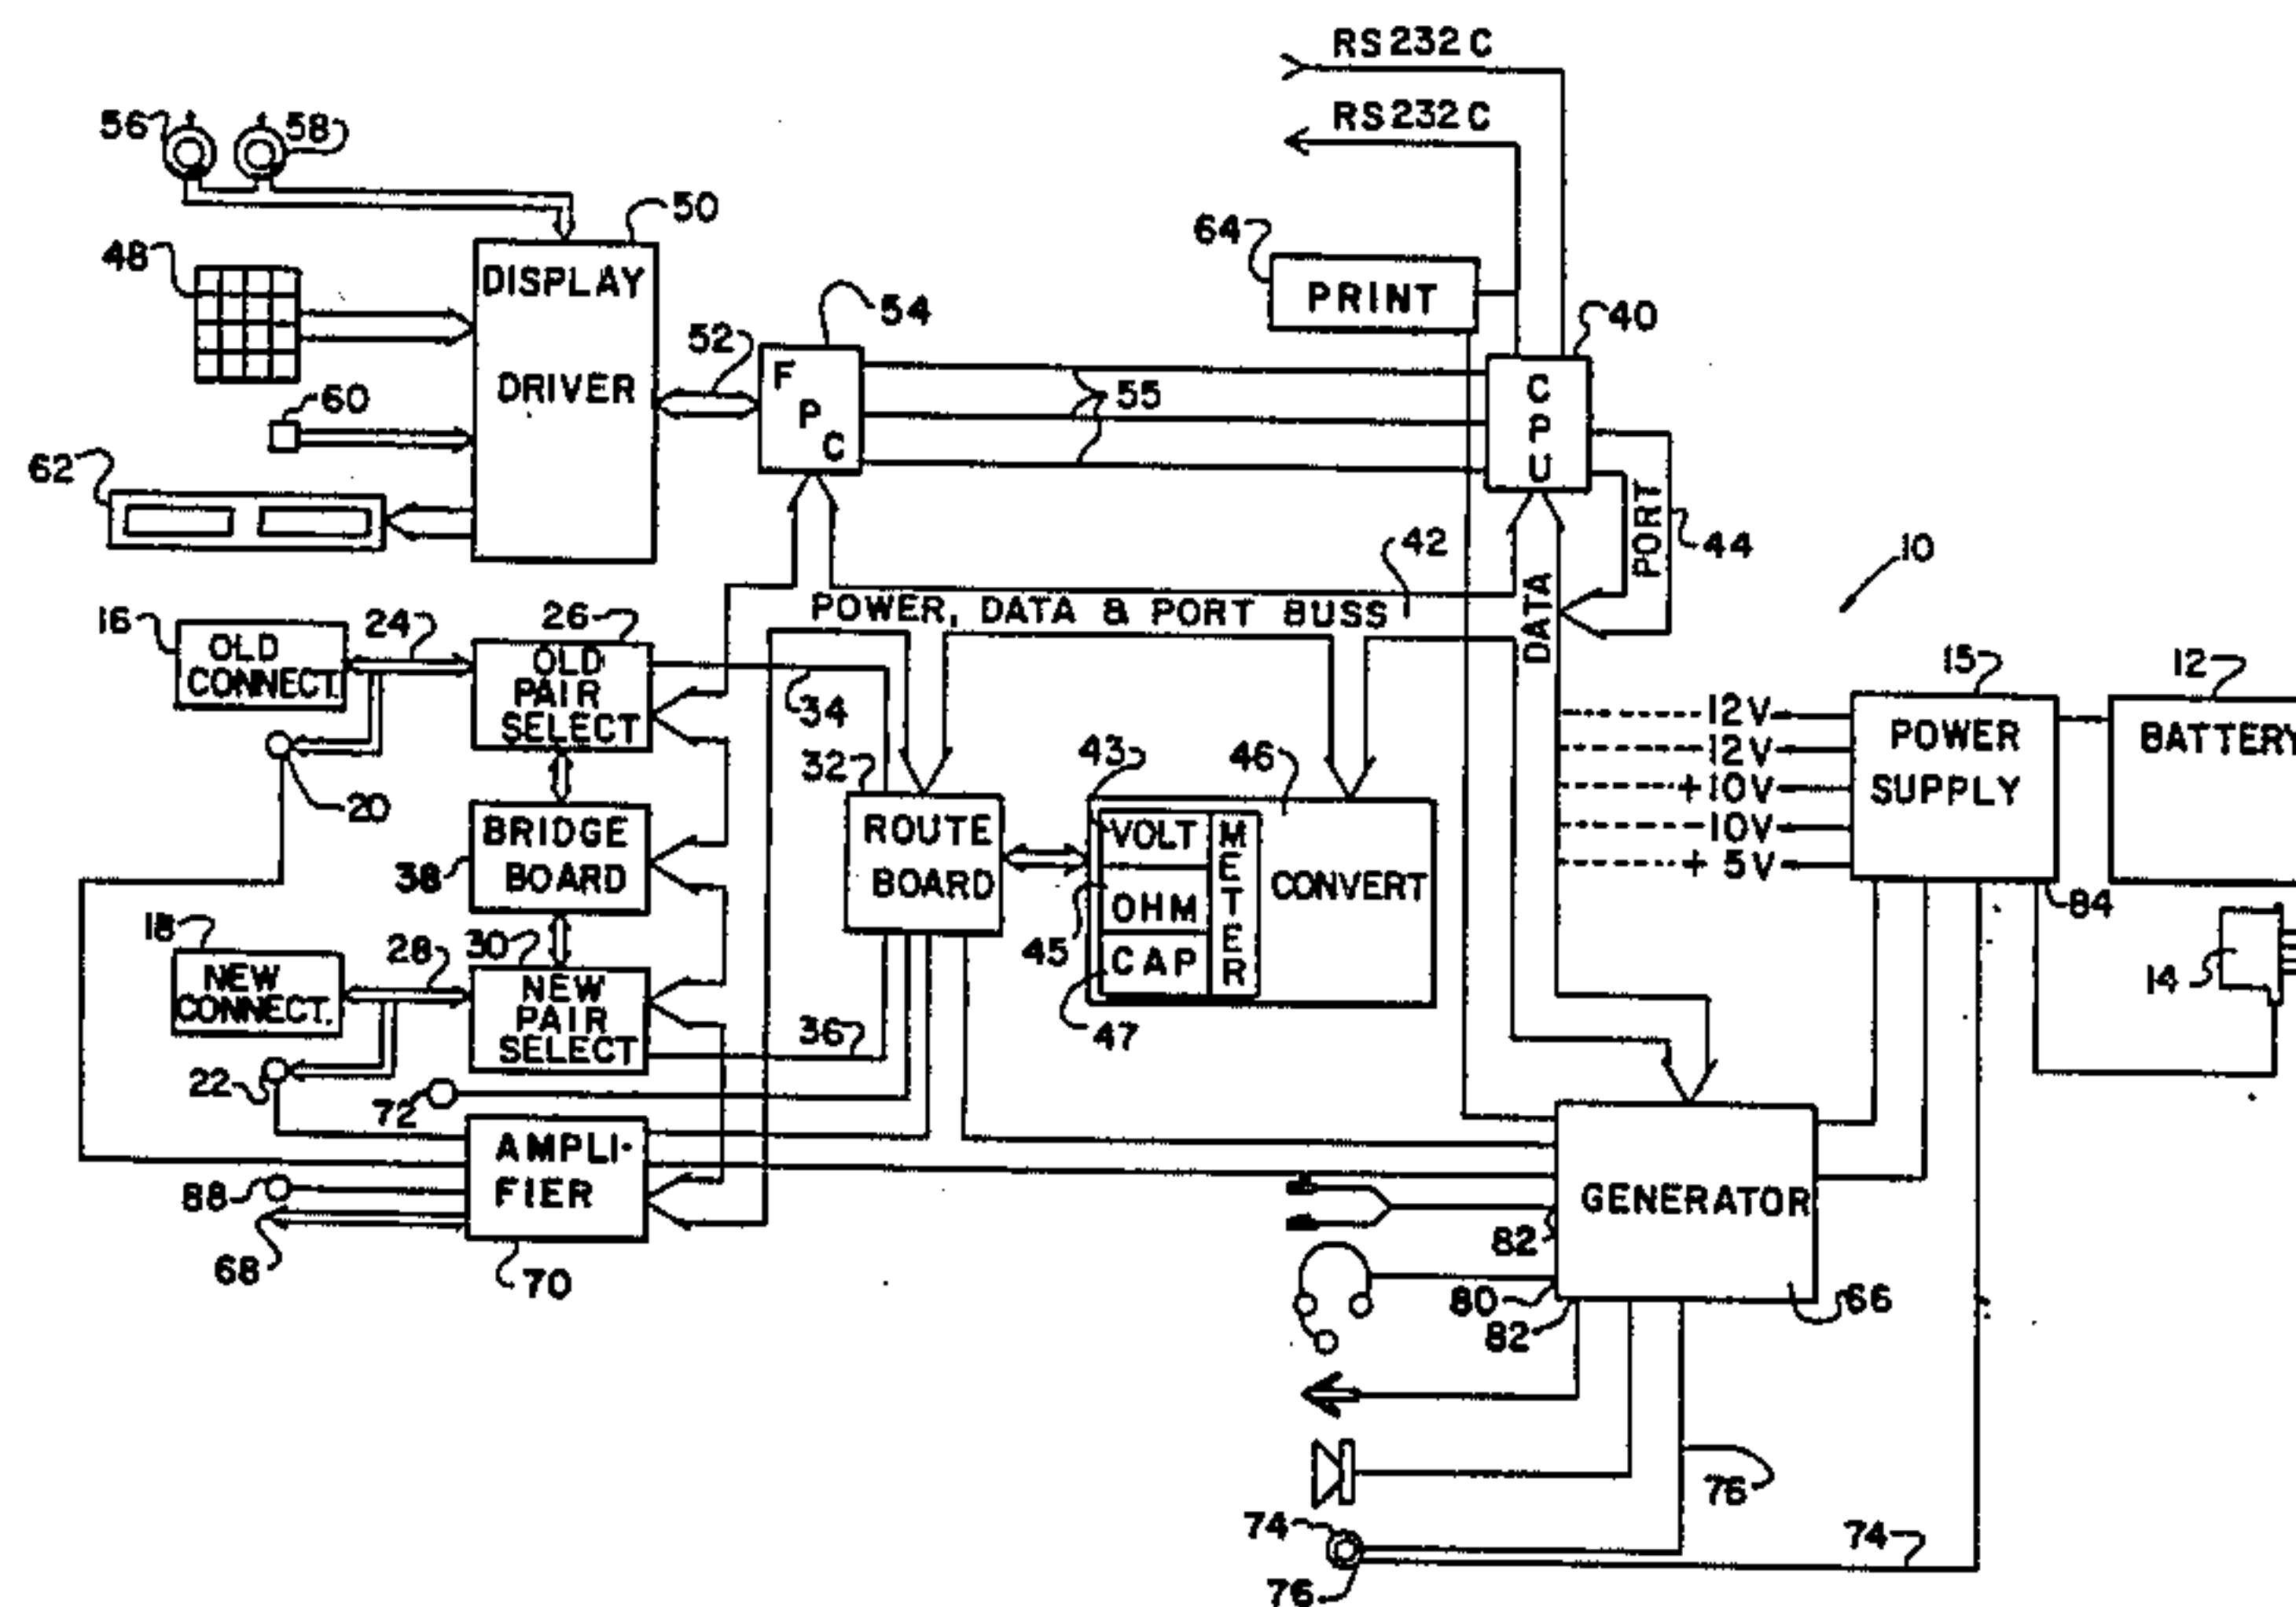 RS232C
RS232C
56
58
50
48
DISPLAY
DRIVER
64
PRINT
54
52
F
P
C
40
55
C
P
U
60
62
PORT
44
42
10
POWER, DATA & PORT BUSS
DATA
16
OLD
CONNECT.
24
26
OLD
PAIR
SELECT
34
20
15
POWER
SUPPLY
12
BATTERY
12V
12V
+10V
10V
+ 5V
32
ROUTE
BOARD
43
46
VOLT
OHM
CAP
METER
CONVERT
45
47
BRIDGE
BOARD
38
84
14
18
NEW
CONNECT.
28
30
NEW
PAIR
SELECT
36
22
72
AMPLI-
FIER
88
68
70
GENERATOR
82
80
82
66
76
74
76
74